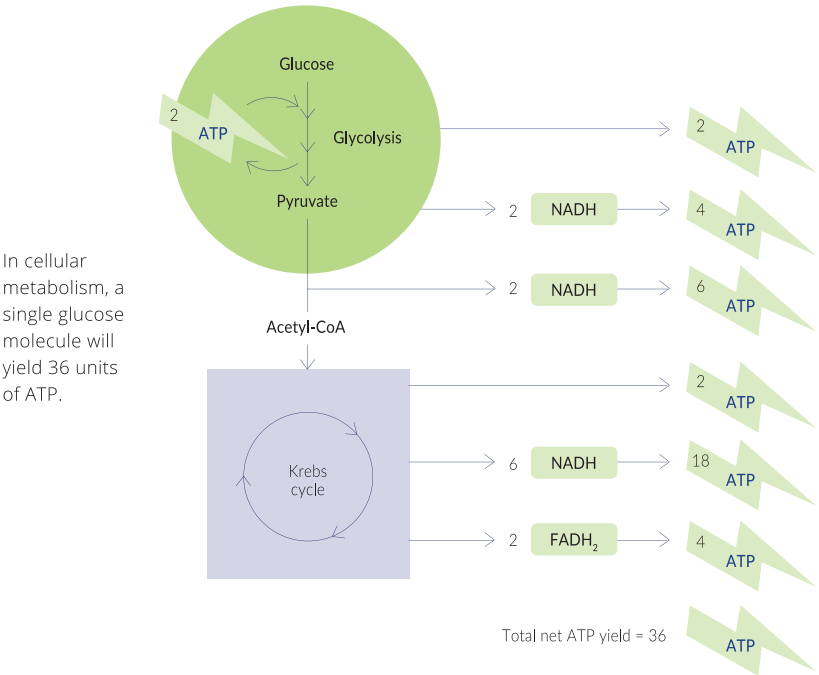 Glucose
2
ATP
Glycolysis
2
ATP
Pyruvate
2 NADH 4
ATP
In cellular
metabolism, a
single glucose
molecule will
yield 36 units
of ATP.
2 NADH 6
ATP
Acetyl-CoA
2
ATP
Krebs
cycle
6 NADH 18
ATP
2 FADH₂ 4
ATP
Total net ATP yield = 36
ATP